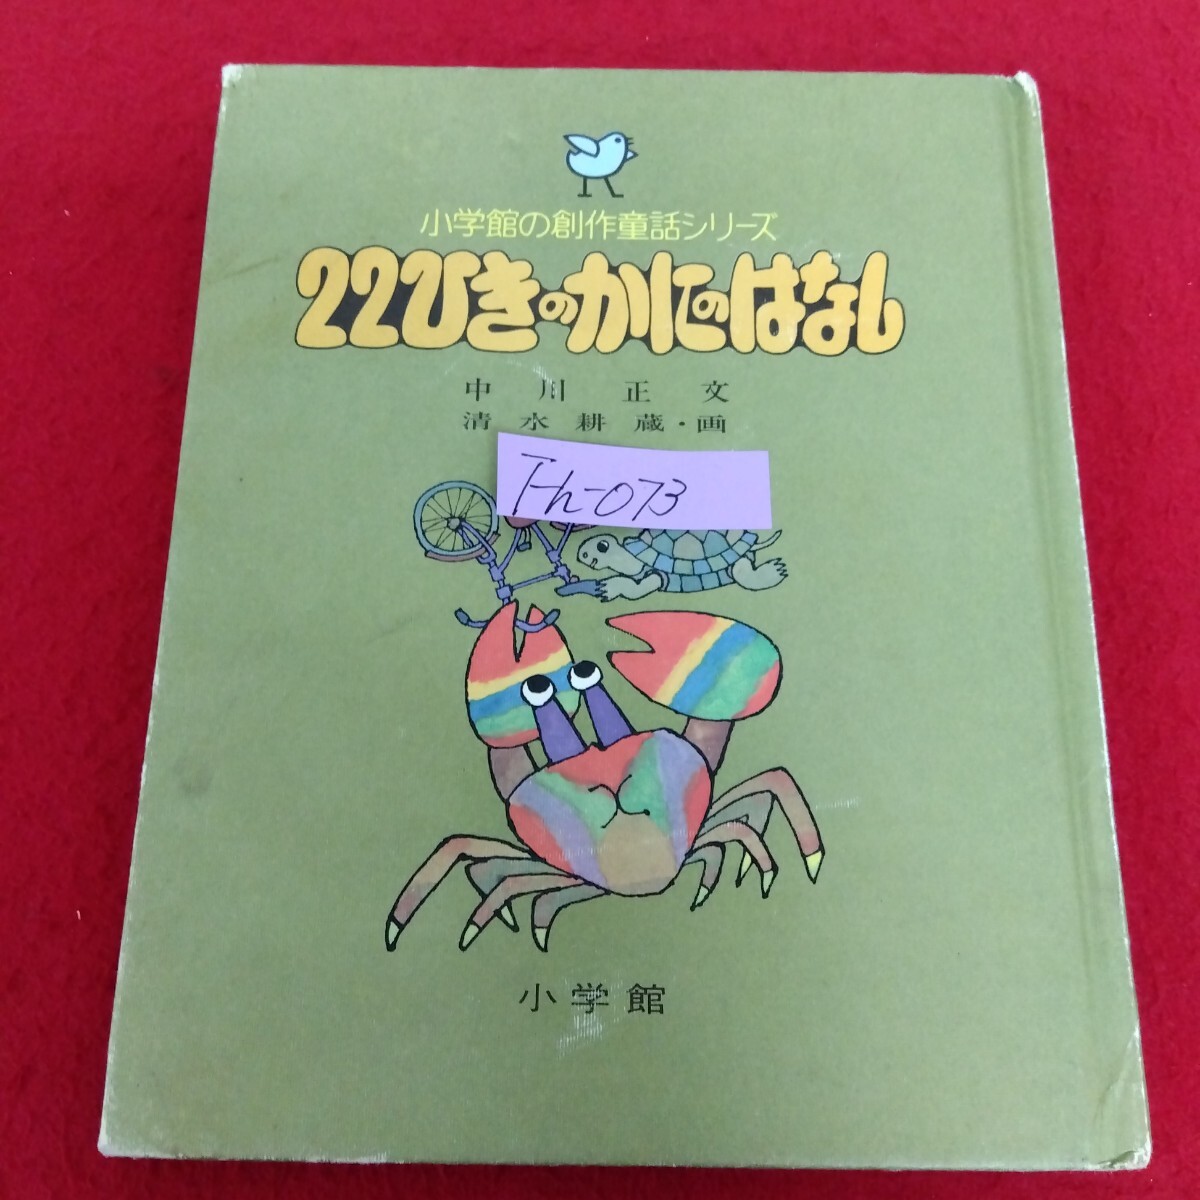 小学館の創作童話シリーズ
22ひきのかにのはなし
中川正文
清水耕蔵・画
Th-073
小学館